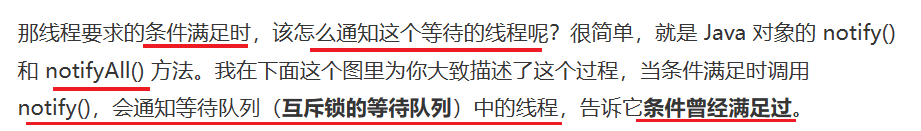 那线程要求的条件满足时，该怎么通知这个等待的线程呢？很简单，就是 Java 对象的 notify()
和 notifyAll() 方法。我在下面这个图里为你大致描述了这个过程，当条件满足时调用
notify()，会通知等待队列（互斥锁的等待队列）中的线程，告诉它条件曾经满足过。